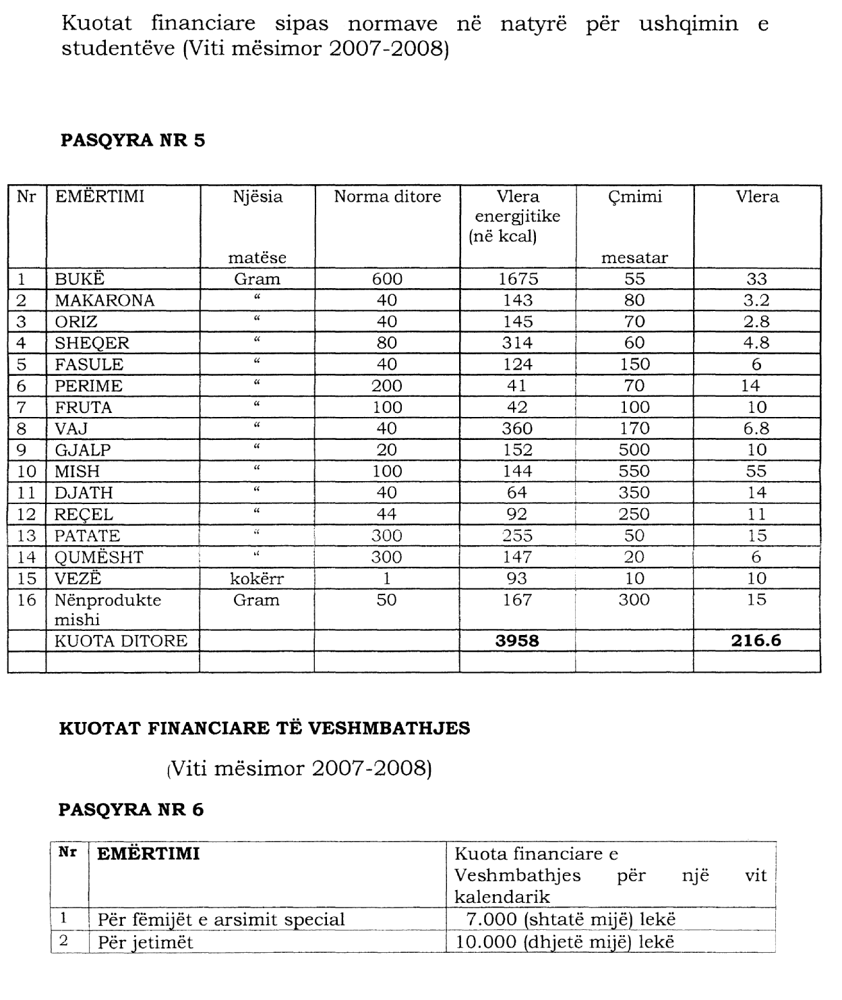 Kuotat financiare sipas normave në natyrë për ushqimin e
studentëve (Viti mësimor 2007-2008)
PASQYRA NR 5
Nr EMËRTIMI Njësia matëse Norma ditore Vlera energjitike (në kcal) Çmimi mesatar Vlera
1 BUKË Gram 600 1675 55 33
2 MAKARONA “ 40 143 80 3.2
3 ORIZ “ 40 145 70 2.8
4 SHEQER “ 80 314 60 4.8
5 FASULE “ 40 124 150 6
6 PERIME “ 200 41 70 14
7 FRUTA “ 100 42 100 10
8 VAJ “ 40 360 170 6.8
9 GJALP “ 20 152 500 10
10 MISH “ 100 144 550 55
11 DJATH “ 40 64 350 14
12 REÇEL “ 44 92 250 11
13 PATATE “ 300 255 50 15
14 QUMËSHT “ 300 147 20 6
15 VEZË kokërr 1 93 10 10
16 Nënprodukte mishi Gram 50 167 300 15
KUOTA DITORE 3958 216.6
KUOTAT FINANCIARE TË VESHMBATHJES
(Viti mësimor 2007-2008)
PASQYRA NR 6
Nr EMËRTIMI Kuota financiare e
Veshmbathjes për një vit
kalendarik
1 Për fëmijët e arsimit special 7.000 (shtatë mijë) lekë
2 Për jetimët 10.000 (dhjetë mijë) lekë